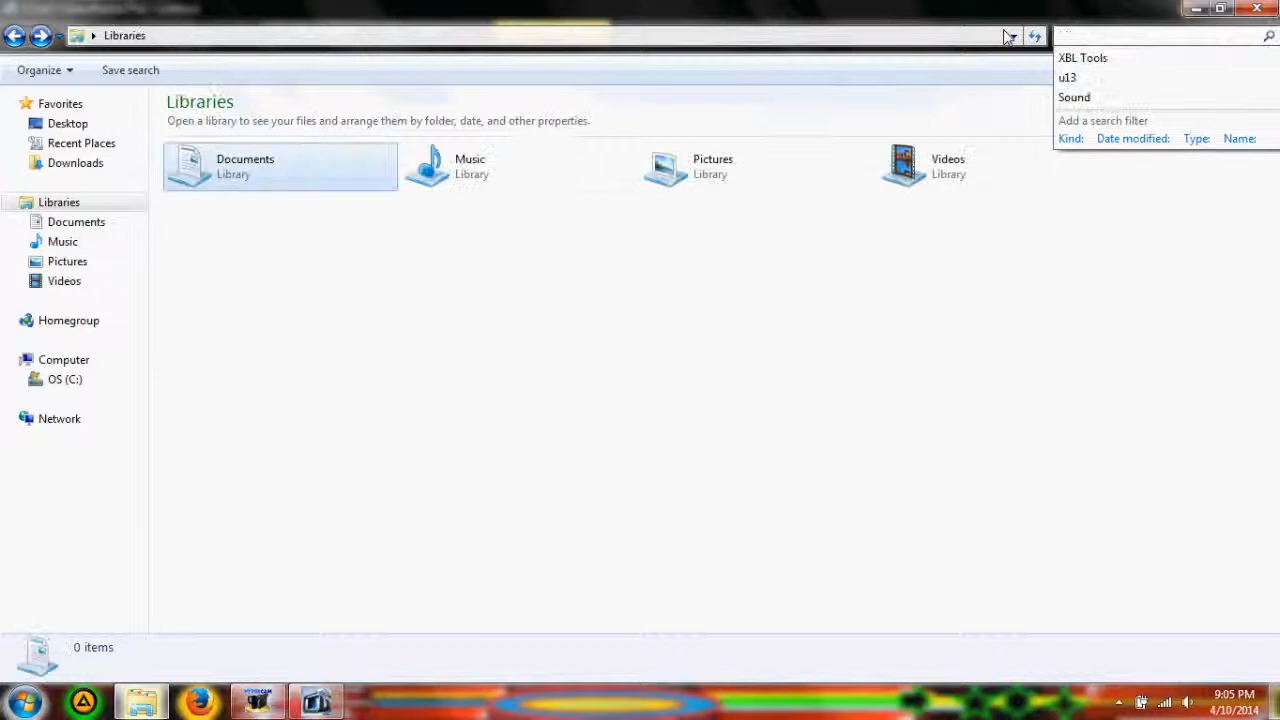 Libraries
Organize
Save search
XBL Tools
u13
Sound
Add a search filter
Kind: Date modified: Type: Name:
Favorites
Desktop
Recent Places
Downloads
Libraries
Documents
Music
Pictures
Videos
Homegroup
Computer
OS (C:)
Network
Libraries
Open a library to see your files and arrange them by folder, date, and other properties.
Documents
Library
Music
Library
Pictures
Library
Videos
Library
0 items
9:05 PM
4/10/2014